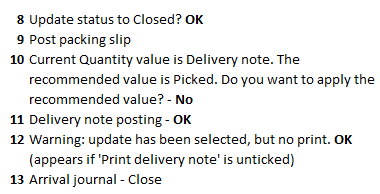 8 Update status to Closed? OK
9 Post packing slip
10 Current Quantity value is Delivery note. The
recommended value is Picked. Do you want to apply the
recommended value? - No
11 Delivery note posting - OK
12 Warning: update has been selected, but no print. OK
(appears if 'Print delivery note' is unticked)
13 Arrival journal - Close